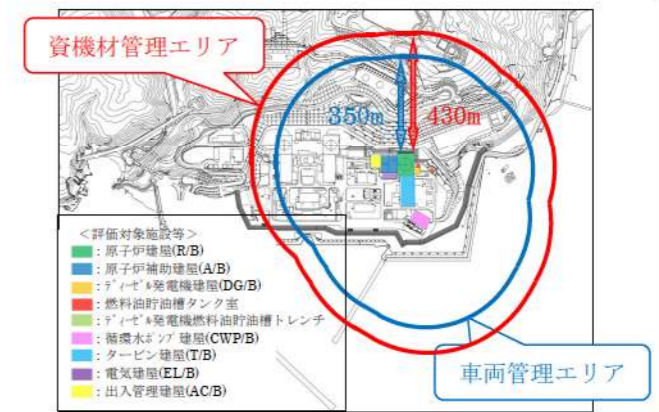 資機材管理エリア
350m
430m
<評価対象施設等>
：原子炉建屋(R/B)
：原子炉補助建屋(A/B)
：ﾃﾞｨｰｾﾞﾙ発電機建屋(DG/B)
：燃料油貯油槽タンク室
：ﾃﾞｨｰｾﾞﾙ発電機燃料油貯油槽トレンチ
：循環水ﾎﾟﾝﾌﾟ建屋(CWP/B)
：タービン建屋(T/B)
：電気建屋(EL/B)
：出入管理建屋(AC/B)
車両管理エリア